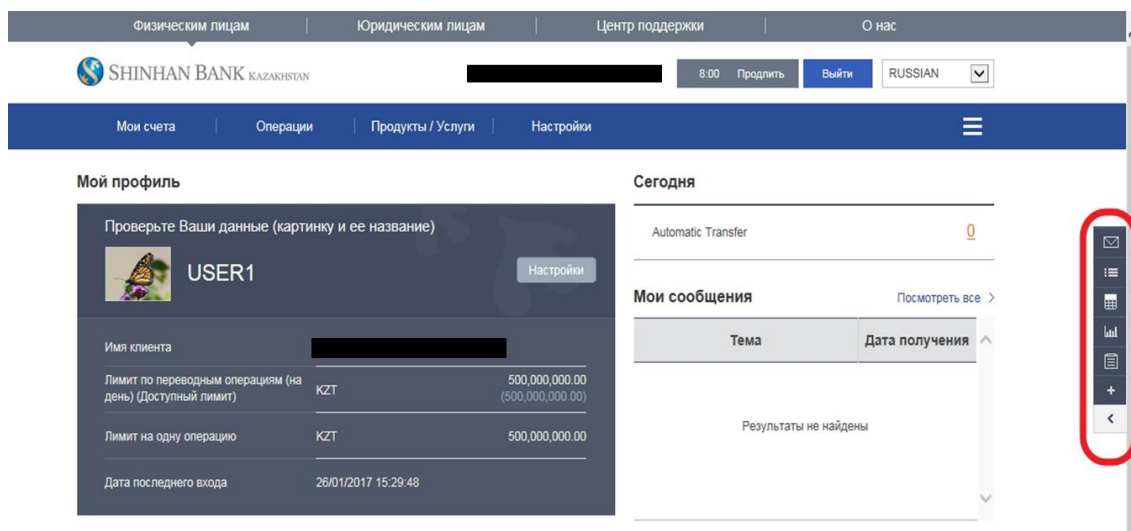 Физическим лицам
Юридическим лицам
Центр поддержки
О нас
SHINHAN BANK KAZAKHSTAN
8:00 Продлить
Выйти
RUSSIAN
Мои счета
Операции
Продукты / Услуги
Настройки
Мой профиль
Проверьте Ваши данные (картинку и ее название)
USER1
Настройки
Имя клиента
Лимит по переводным операциям (на
день) (Доступный лимит)
KZT
500,000,000.00
(500,000,000.00)
Лимит на одну операцию
KZT
500,000,000.00
Дата последнего входа
26/01/2017 15:29:48
Сегодня
Automatic Transfer
0
Мои сообщения
Посмотреть все
Тема
Дата получения
Результаты не найдены